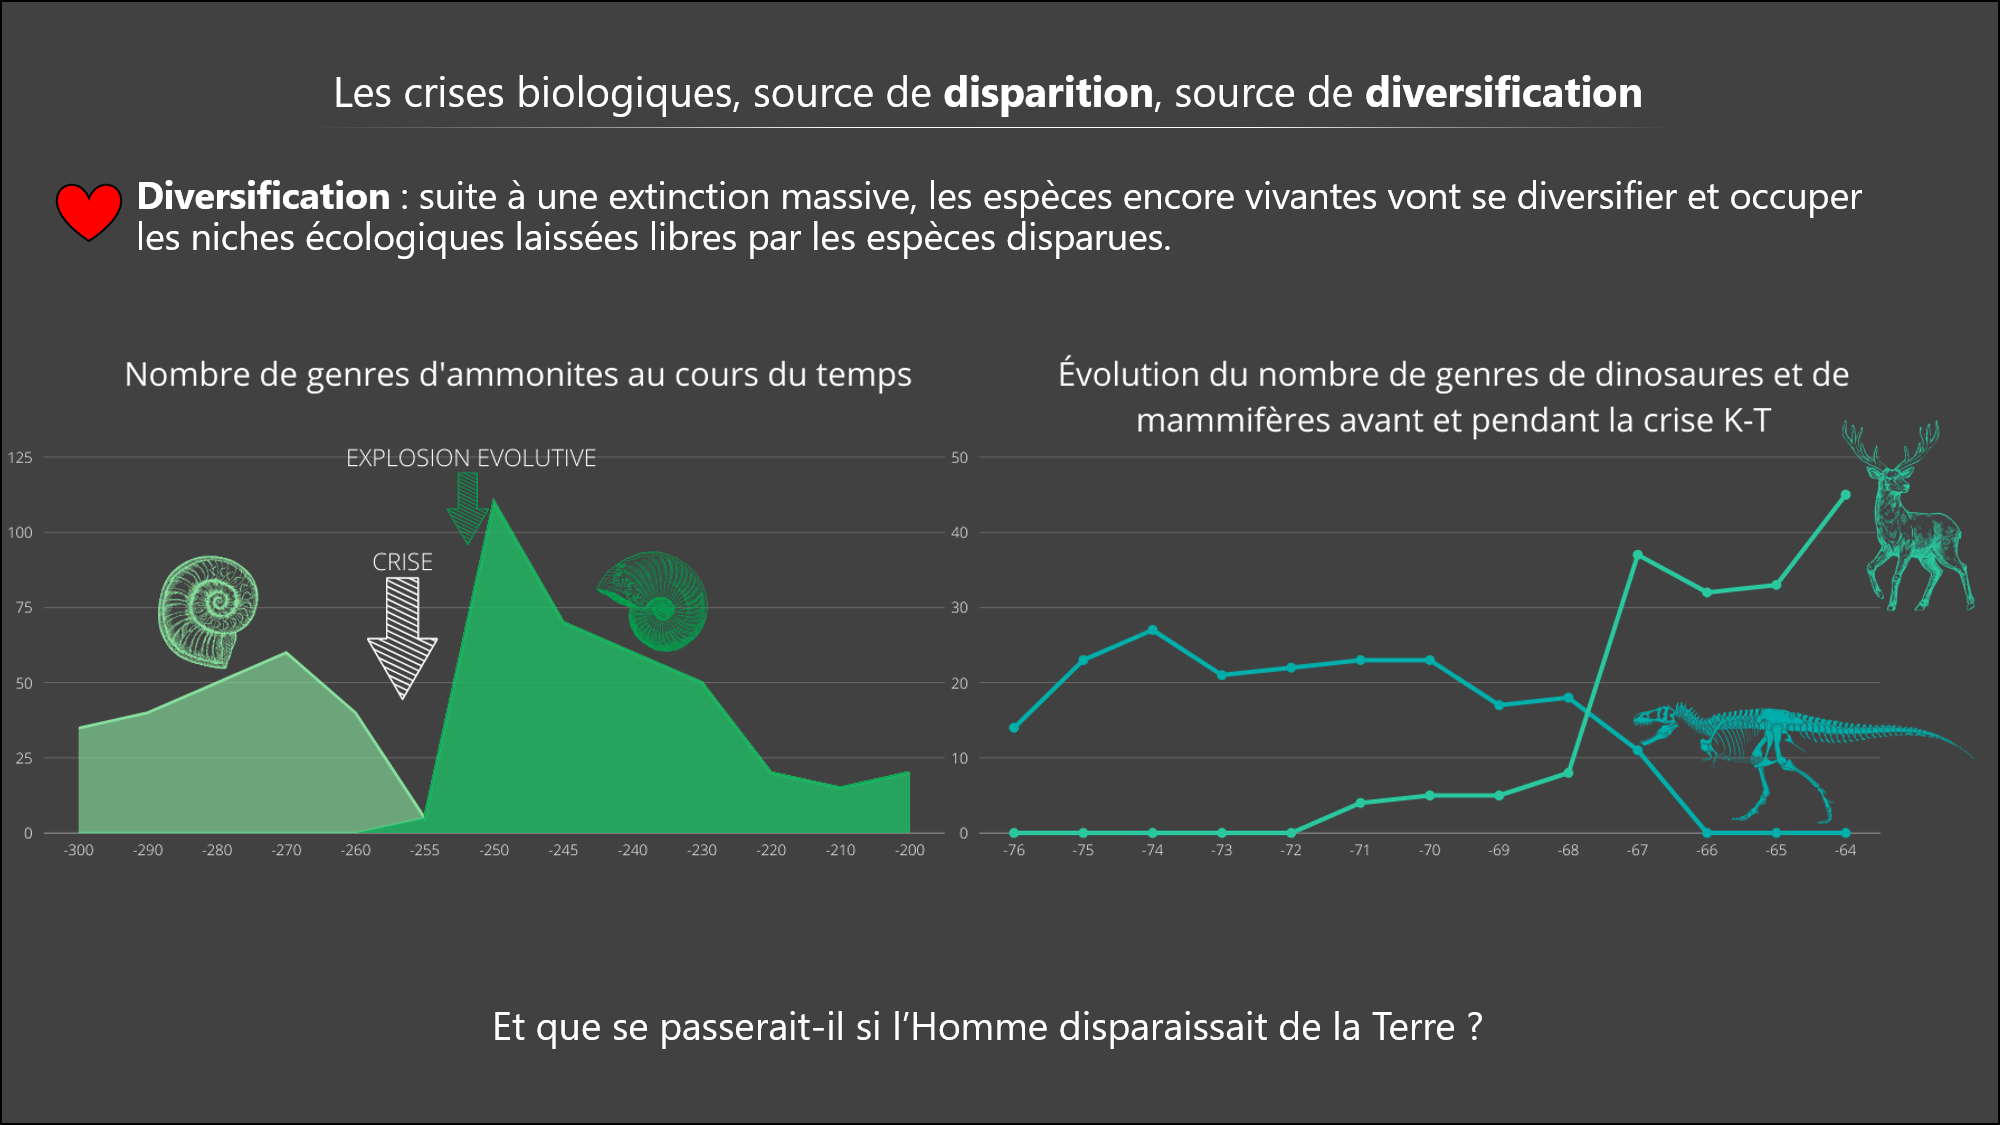 Les crises biologiques, source de disparition, source de diversification
Diversification : suite à une extinction massive, les espèces encore vivantes vont se diversifier et occuper
les niches écologiques laissées libres par les espèces disparues.
Nombre de genres d'ammonites au cours du temps
EXPLOSION EVOLUTIVE
CRISE
125
100
75
50
25
0
-300 -290 -280 -270 -260 -255 -250 -245 -240 -230 -220 -210 -200
Évolution du nombre de genres de dinosaures et de
mammifères avant et pendant la crise K-T
50
40
30
20
10
0
-76 -75 -74 -73 -72 -71 -70 -69 -68 -67 -66 -65 -64
Et que se passerait-il si l’Homme disparaissait de la Terre ?